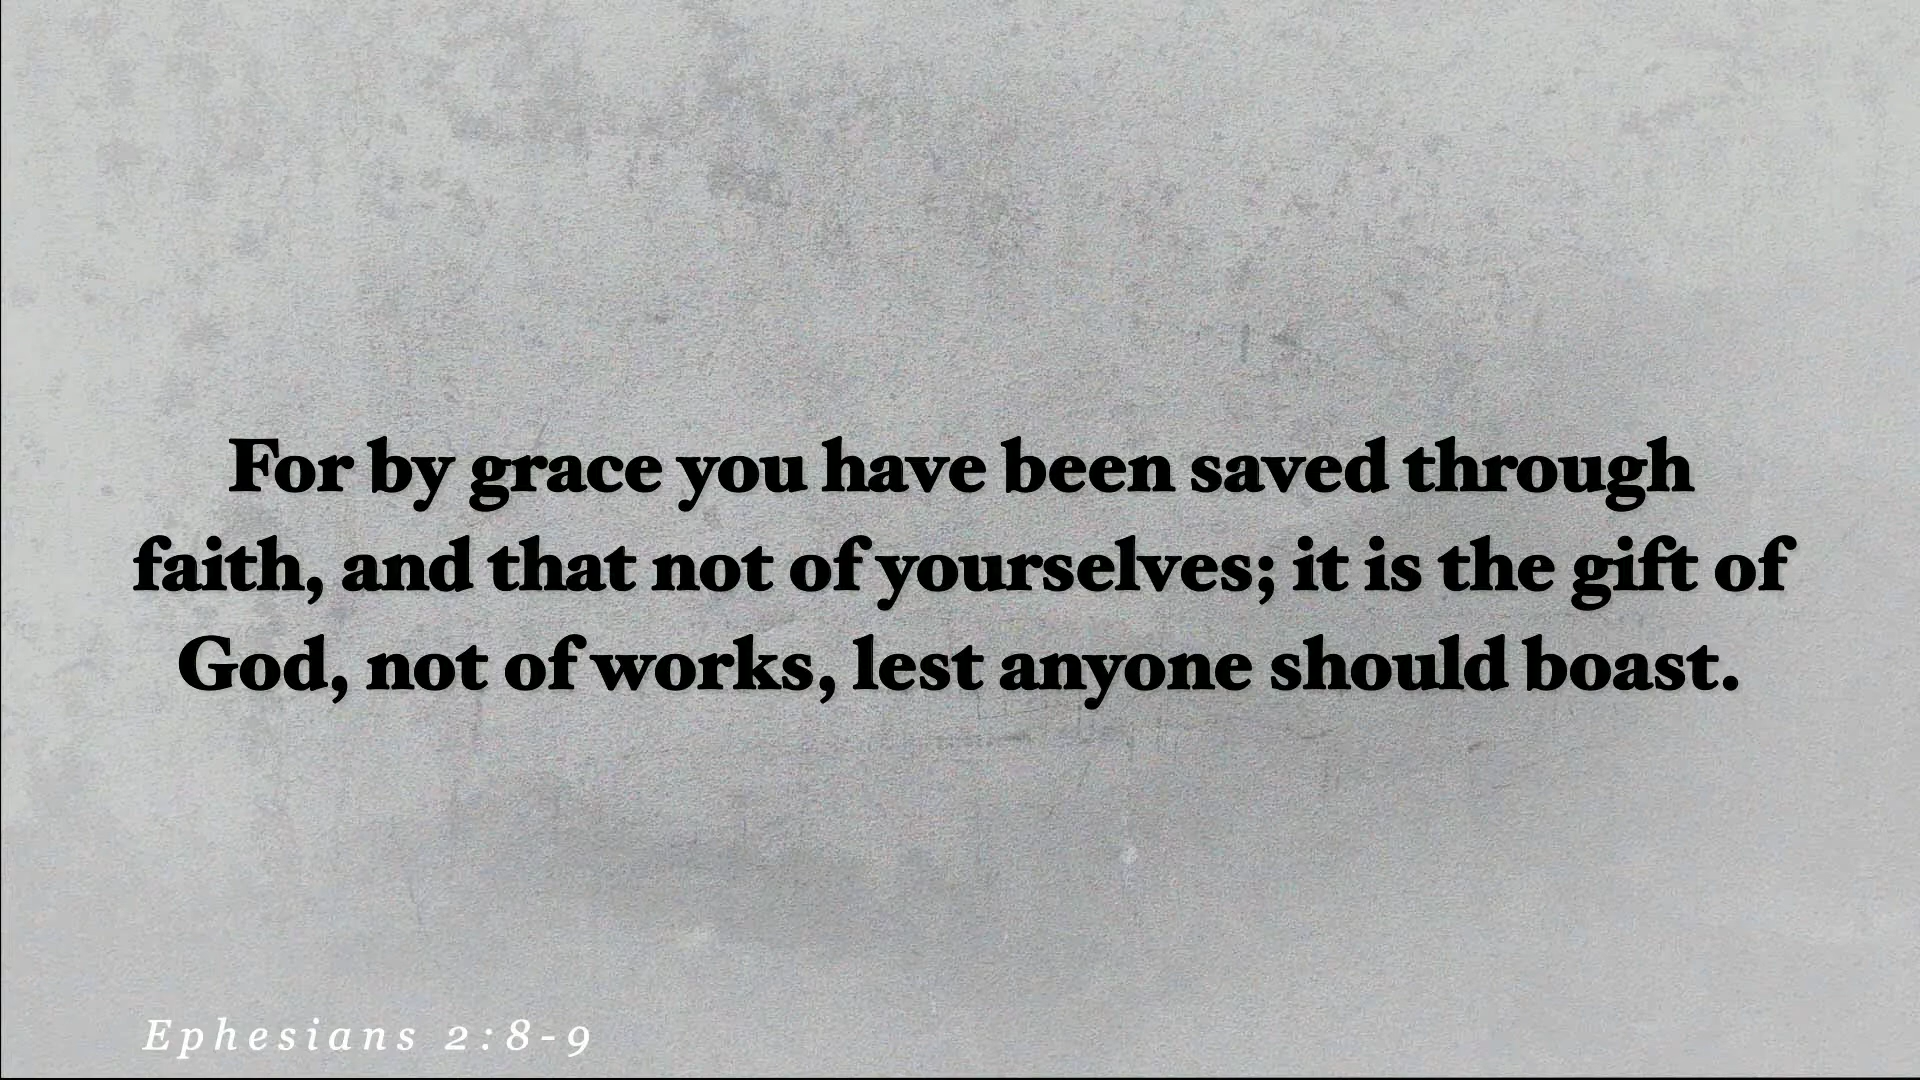 For by grace you have been saved through
faith, and that not of yourselves; it is the gift of
God, not of works, lest anyone should boast.
Ephesians 2:8-9